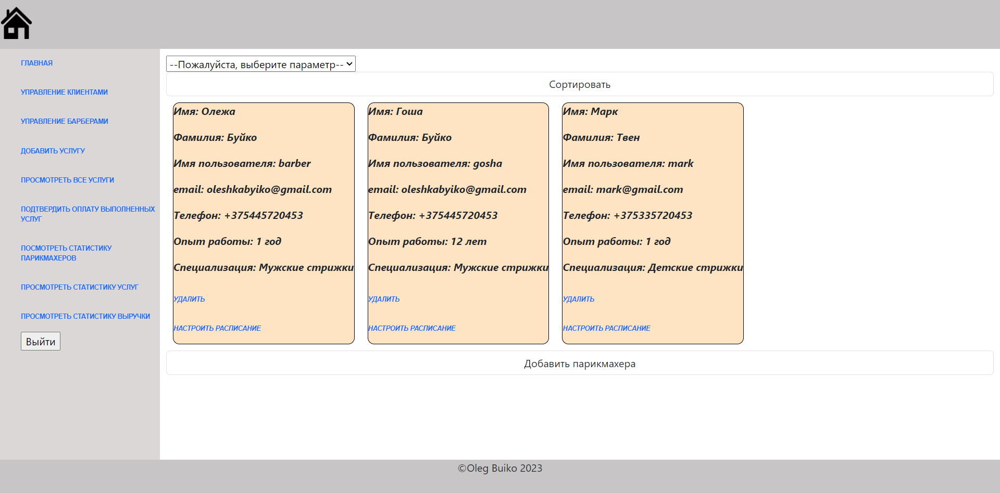 ГЛАВНАЯ
УПРАВЛЕНИЕ КЛИЕНТАМИ
УПРАВЛЕНИЕ БАРБЕРАМИ
ДОБАВИТЬ УСЛУГУ
ПРОСМОТРЕТЬ ВСЕ УСЛУГИ
ПОДТВЕРДИТЬ ОПЛАТУ ВЫПОЛНЕННЫХ
УСЛУГ
ПОСМОТРЕТЬ СТАТИСТИКУ
ПАРИКМАХЕРОВ
ПРОСМОТРЕТЬ СТАТИСТИКУ УСЛУГ
ПРОСМОТРЕТЬ СТАТИСТИКУ ВЫРУЧКИ
Выйти
--Пожалуйста, выберите параметр--
Сортировать
Имя: Олежа
Фамилия: Буйко
Имя пользователя: barber
email: oleshkabyiko@gmail.com
Телефон: +375445720453
Опыт работы: 1 год
Специализация: Мужские стрижки
УДАЛИТЬ
НАСТРОИТЬ РАСПИСАНИЕ
Имя: Гоша
Фамилия: Буйко
Имя пользователя: gosha
email: oleshkabyiko@gmail.com
Телефон: +375445720453
Опыт работы: 12 лет
Специализация: Мужские стрижки
УДАЛИТЬ
НАСТРОИТЬ РАСПИСАНИЕ
Имя: Марк
Фамилия: Твен
Имя пользователя: mark
email: mark@gmail.com
Телефон: +375335720453
Опыт работы: 1 год
Специализация: Детские стрижки
УДАЛИТЬ
НАСТРОИТЬ РАСПИСАНИЕ
Добавить парикмахера
©Oleg Buiko 2023